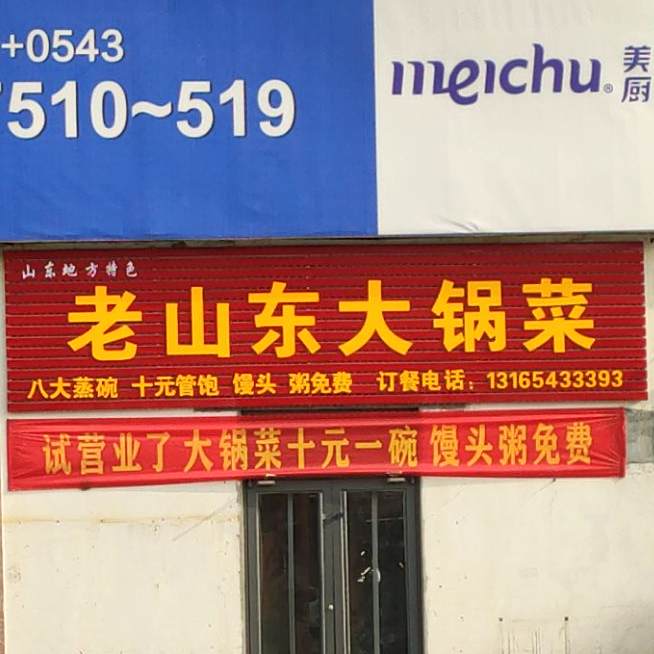 +0543
510~519
meichu® 美厨
山东地方特色
老山东大锅菜
八大蒸碗 十元管饱 馒头 粥免费 订餐电话：13165433393
试营业了大锅菜十元一碗 馒头粥免费